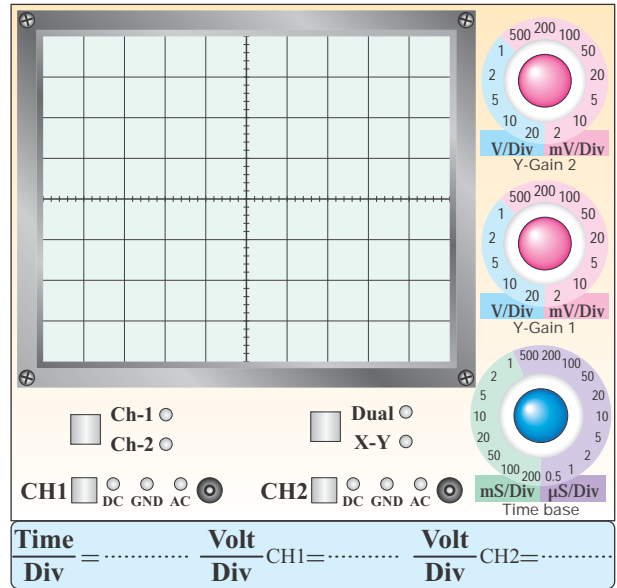 500 200 100
1 50
2 20
5 5
10 10
20 2
V/Div mV/Div
Y-Gain 2
500 200 100
1 50
2 20
5 5
10 10
20 2
V/Div mV/Div
Y-Gain 1
500 200 100
1 50
2 20
5 10
10 5
20 2
50 1
100 200 0.5
mS/Div µS/Div
Time base
Ch-1
Ch-2
Dual
X-Y
CH1 DC GND AC
CH2 DC GND AC
Time/Div = ............ Volt/Div CH1=............ Volt/Div CH2=............